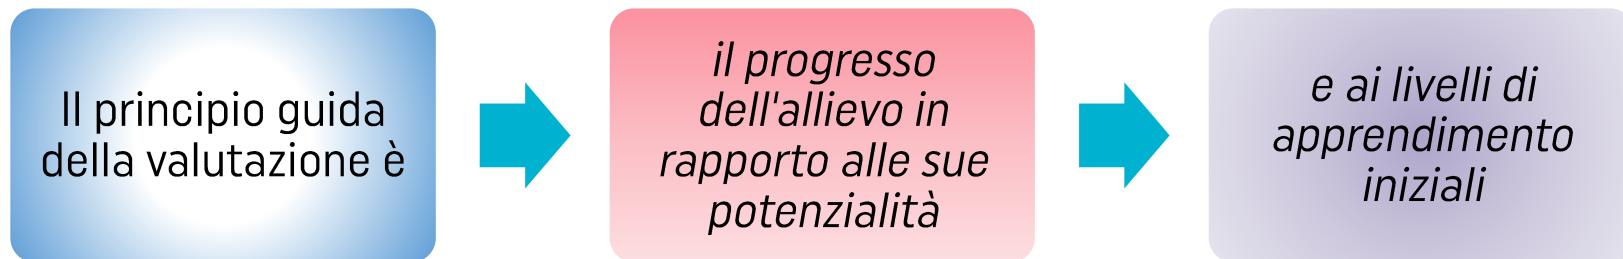 Il principio guida
della valutazione è
il progresso
dell'allievo in
rapporto alle sue
potenzialità
e ai livelli di
apprendimento
iniziali